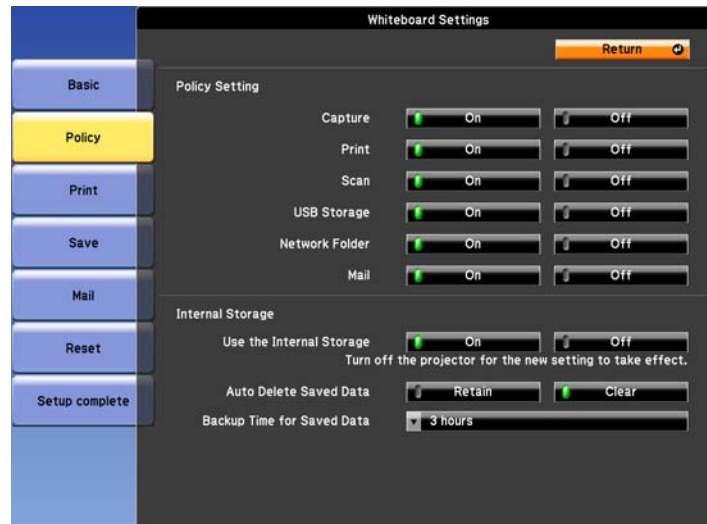 Whiteboard Settings
Return
Basic
Policy
Print
Save
Mail
Reset
Setup complete
Policy Setting
Capture On Off
Print On Off
Scan On Off
USB Storage On Off
Network Folder On Off
Mail On Off
Internal Storage
Use the Internal Storage On Off
Turn off the projector for the new setting to take effect.
Auto Delete Saved Data Retain Clear
Backup Time for Saved Data 3 hours